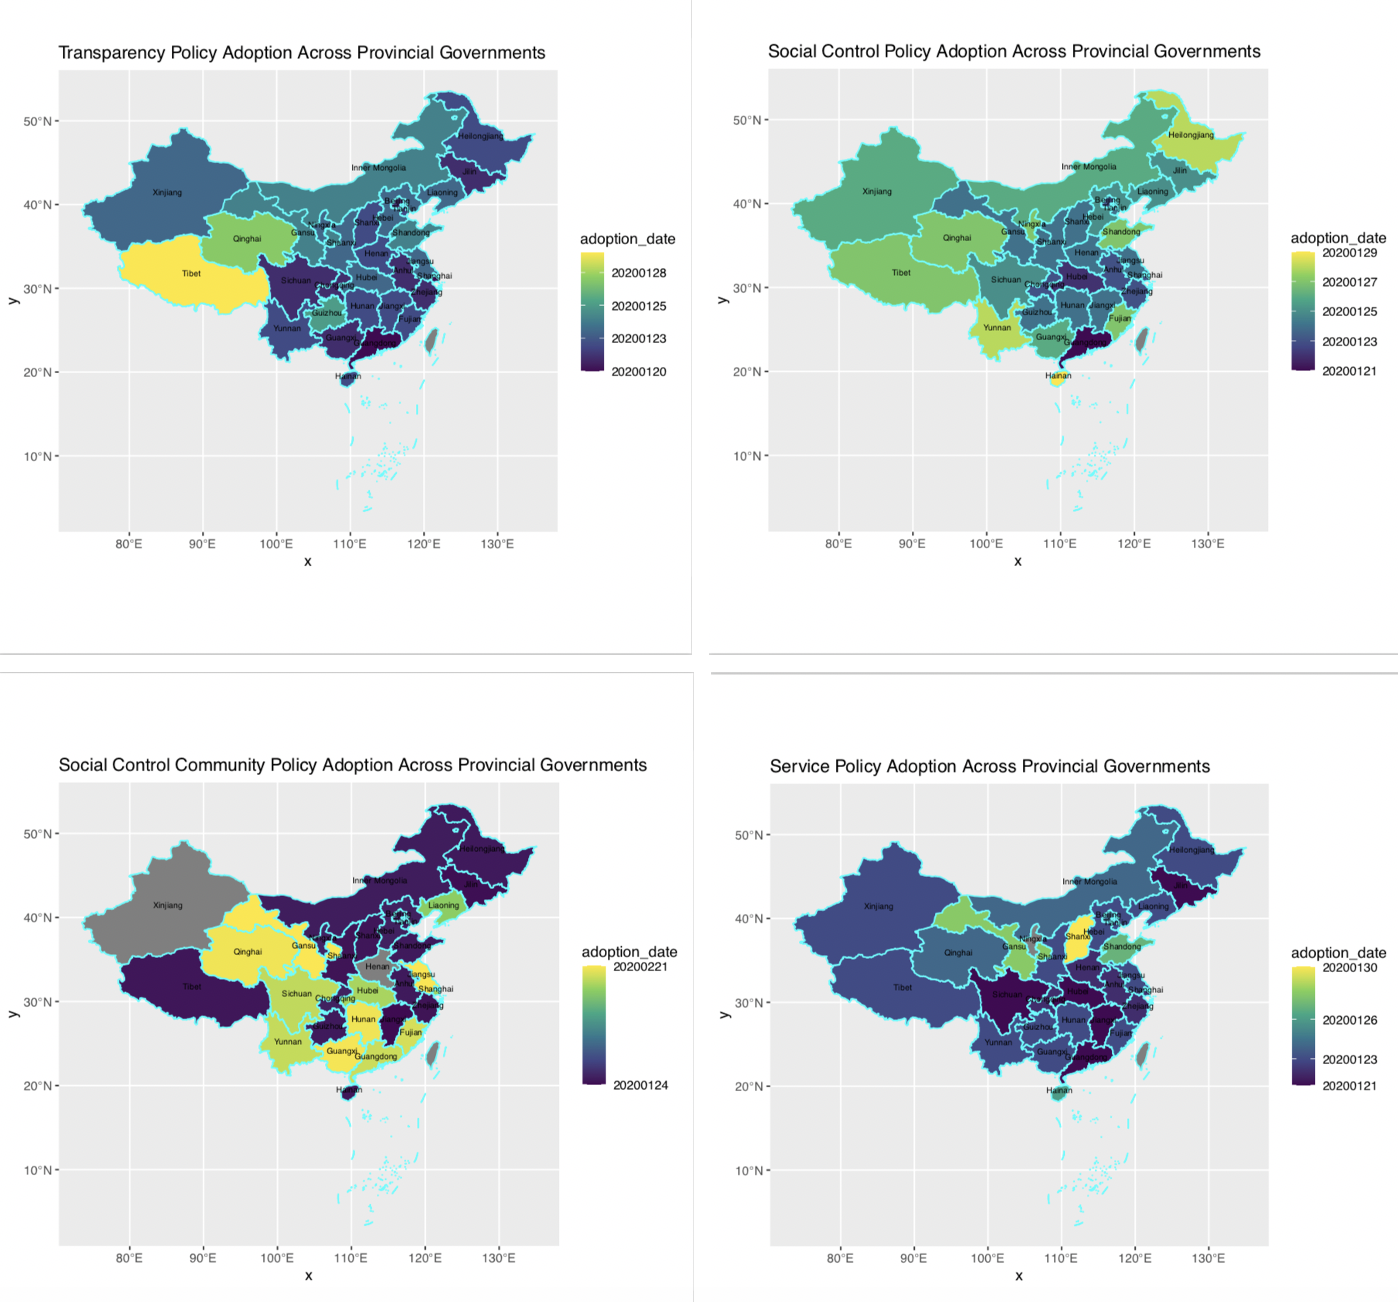 Transparency Policy Adoption Across Provincial Governments
50°N
40°N
30°N
20°N
10°N
y
80°E 90°E 100°E 110°E 120°E 130°E
x
Heilongjiang
Inner Mongolia
Jilin
Xinjiang
Liaoning
Beijing
Tianjin
Hebei
Ningxia
Shanxi
Gansu
Shandong
Qinghai
Shaanxi
Henan
Jiangsu
Tibet
Anhui
Shanghai
Sichuan
Hubei
Chongqing
Zhejiang
Hunan
Jiangxi
Guizhou
Fujian
Yunnan
Guangxi
Guangdong
Hainan
adoption_date
20200128
20200125
20200123
20200120
Social Control Policy Adoption Across Provincial Governments
50°N
40°N
30°N
20°N
10°N
y
80°E 90°E 100°E 110°E 120°E 130°E
x
Heilongjiang
Inner Mongolia
Jilin
Xinjiang
Liaoning
Beijing
Tianjin
Hebei
Ningxia
Shanxi
Gansu
Shandong
Qinghai
Shaanxi
Henan
Jiangsu
Tibet
Anhui
Shanghai
Sichuan
Hubei
Chongqing
Zhejiang
Hunan
Jiangxi
Guizhou
Fujian
Yunnan
Guangxi
Guangdong
Hainan
adoption_date
20200129
20200127
20200125
20200123
20200121
Social Control Community Policy Adoption Across Provincial Governments
50°N
40°N
30°N
20°N
10°N
y
80°E 90°E 100°E 110°E 120°E 130°E
x
Heilongjiang
Inner Mongolia
Jilin
Xinjiang
Liaoning
Hebei
Shanxi
Gansu
Shandong
Qinghai
Shaanxi
Henan
Jiangsu
Tibet
Anhui
Shanghai
Sichuan
Hubei
Chongqing
Zhejiang
Hunan
Jiangxi
Guizhou
Fujian
Yunnan
Guangxi
Guangdong
Hainan
adoption_date
20200221
20200124
Service Policy Adoption Across Provincial Governments
50°N
40°N
30°N
20°N
10°N
y
80°E 90°E 100°E 110°E 120°E 130°E
x
Heilongjiang
Inner Mongolia
Jilin
Xinjiang
Liaoning
Beijing
Tianjin
Hebei
Ningxia
Shanxi
Gansu
Shandong
Qinghai
Shaanxi
Henan
Jiangsu
Tibet
Anhui
Shanghai
Sichuan
Hubei
Zhejiang
Hunan
Jiangxi
Guizhou
Fujian
Yunnan
Guangxi
Guangdong
Hainan
adoption_date
20200130
20200126
20200123
20200121